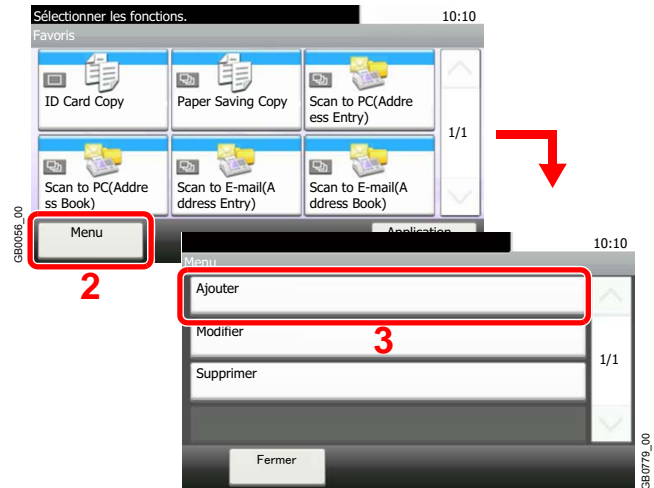 Sélectionner les fonctions.
10:10
Favoris
ID Card Copy
Paper Saving Copy
Scan to PC(Addre
ess Entry)
1/1
Scan to PC(Addre
ss Book)
Scan to E-mail(A
ddress Entry)
Scan to E-mail(A
ddress Book)
GB0056_00
Menu
Application
2
10:10
Menu
Ajouter
Modifier
3
1/1
Supprimer
Fermer
GB0779_00